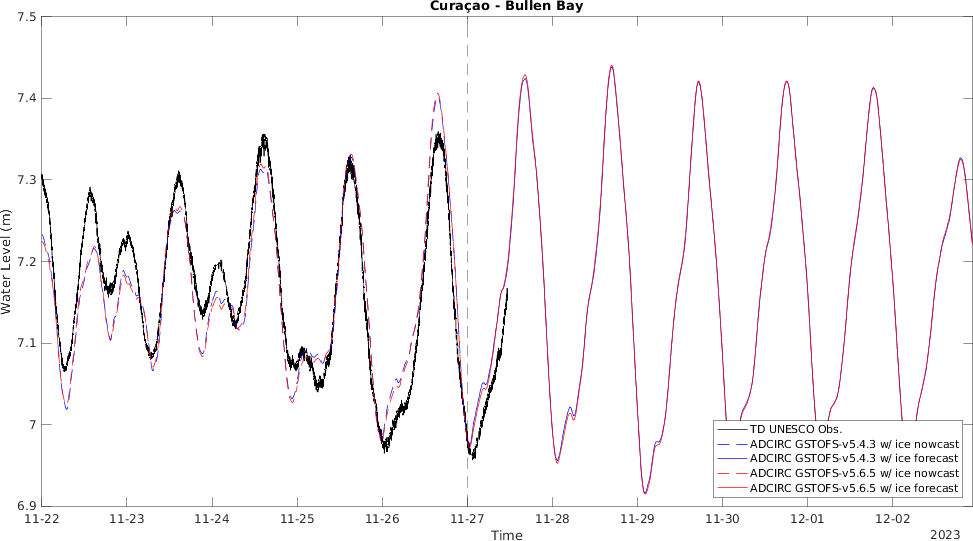 Curaçao - Bullen Bay
7.5
7.4
7.3
7.2
7.1
7
6.9
Water Level (m)
TD UNESCO Obs.
ADCIRC GSTOFS-v5.4.3 w/ ice nowcast
ADCIRC GSTOFS-v5.4.3 w/ ice forecast
ADCIRC GSTOFS-v5.6.5 w/ ice nowcast
ADCIRC GSTOFS-v5.6.5 w/ ice forecast
11-22 11-23 11-24 11-25 11-26 11-27 11-28 11-29 11-30 12-01 12-02
Time
2023